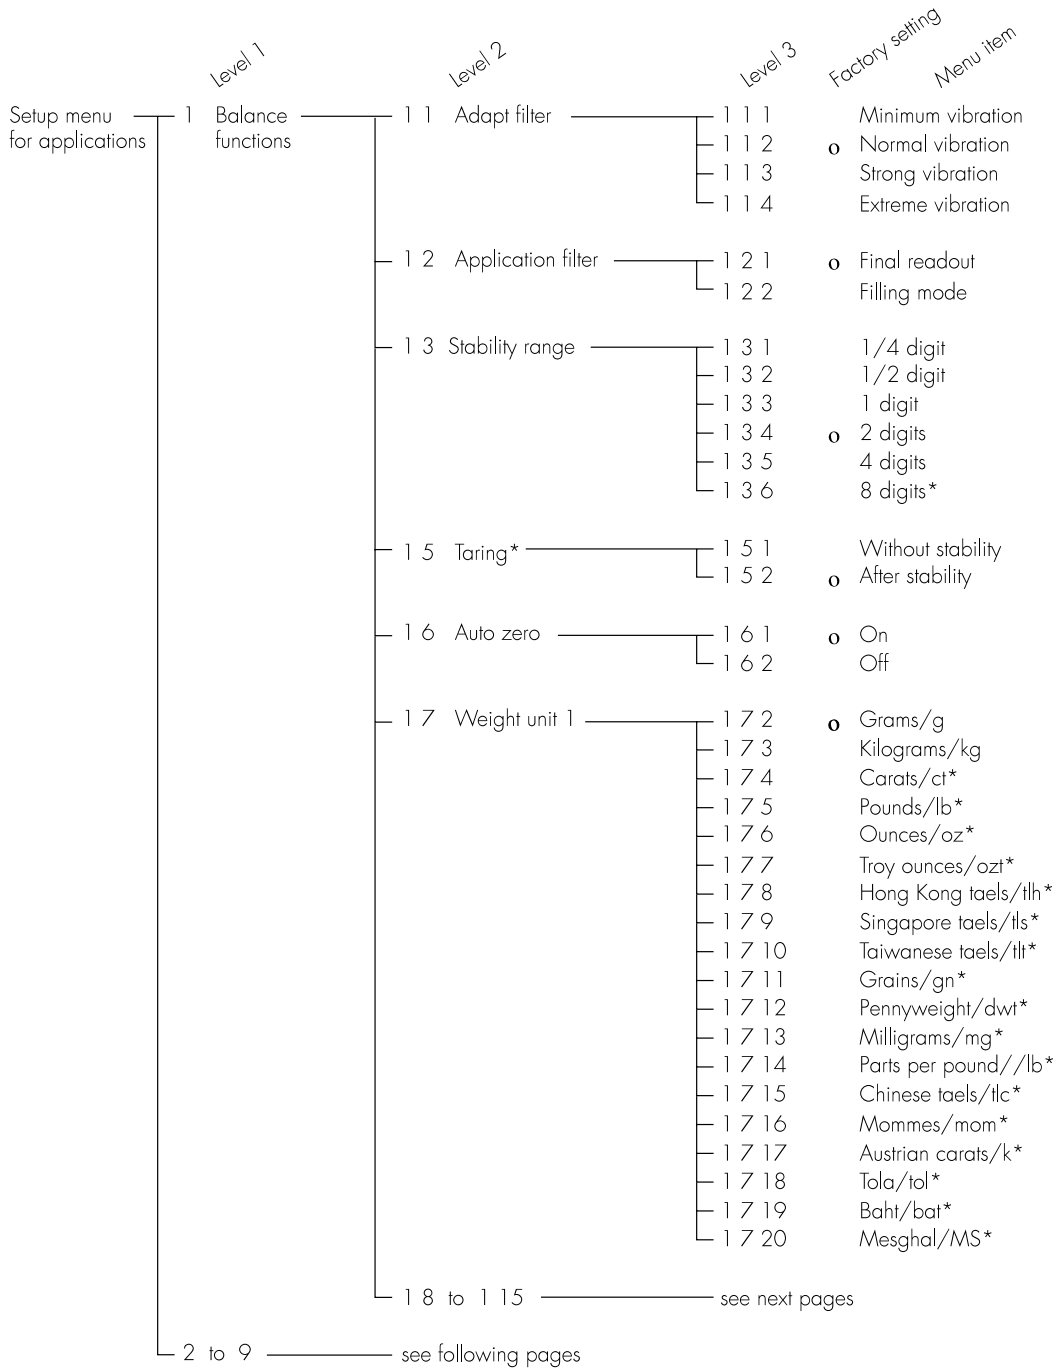 Level 1 Level 2 Level 3 Factory setting Menu item
Setup menu 1 Balance 1 1 Adapt filter 1 1 1 Minimum vibration
for applications functions 1 1 2 o Normal vibration
1 1 3 Strong vibration
1 1 4 Extreme vibration
1 2 Application filter 1 2 1 o Final readout
1 2 2 Filling mode
1 3 Stability range 1 3 1 1/4 digit
1 3 2 1/2 digit
1 3 3 1 digit
1 3 4 o 2 digits
1 3 5 4 digits
1 3 6 8 digits*
1 5 Taring* 1 5 1 Without stability
1 5 2 o After stability
1 6 Auto zero 1 6 1 o On
1 6 2 Off
1 7 Weight unit 1 1 7 2 o Grams/g
1 7 3 Kilograms/kg
1 7 4 Carats/ct*
1 7 5 Pounds/lb*
1 7 6 Ounces/oz*
1 7 7 Troy ounces/ozt*
1 7 8 Hong Kong taels/tlh*
1 7 9 Singapore taels/tls*
1 7 10 Taiwanese taels/tlt*
1 7 11 Grains/gn*
1 7 12 Pennyweight/dwt*
1 7 13 Milligrams/mg*
1 7 14 Parts per pound//lb*
1 7 15 Chinese taels/tlc*
1 7 16 Mommes/mom*
1 7 17 Austrian carats/k*
1 7 18 Tola/tol*
1 7 19 Baht/bat*
1 7 20 Mesghal/MS*
1 8 to 1 15 see next pages
2 to 9 see following pages